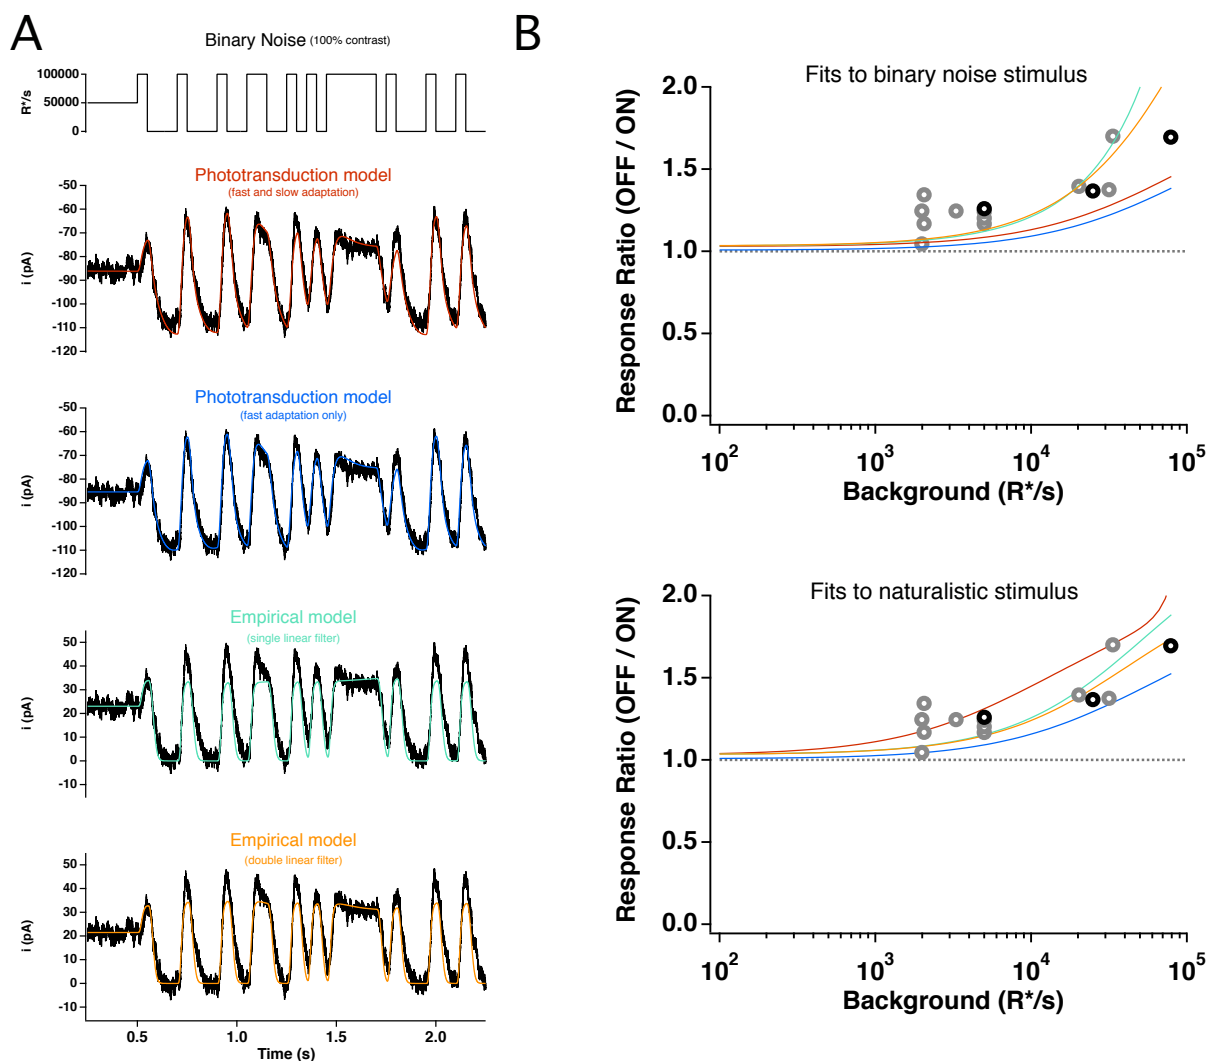 A
Binary Noise (100% contrast)
R*/s
100000
50000
0
Phototransduction model
(fast and slow adaptation)
i (pA)
-50
-60
-70
-80
-90
-100
-110
-120
Phototransduction model
(fast adaptation only)
i (pA)
-50
-60
-70
-80
-90
-100
-110
-120
Empirical model
(single linear filter)
i (pA)
50
40
30
20
10
0
-10
Empirical model
(double linear filter)
i (pA)
50
40
30
20
10
0
-10
0.5 1.0 1.5 2.0
Time (s)
B
Fits to binary noise stimulus
Response Ratio (OFF / ON)
2.0
1.5
1.0
0.5
0.0
10² 10³ 10⁴ 10⁵
Background (R*/s)
Fits to naturalistic stimulus
Response Ratio (OFF / ON)
2.0
1.5
1.0
0.5
0.0
10² 10³ 10⁴ 10⁵
Background (R*/s)